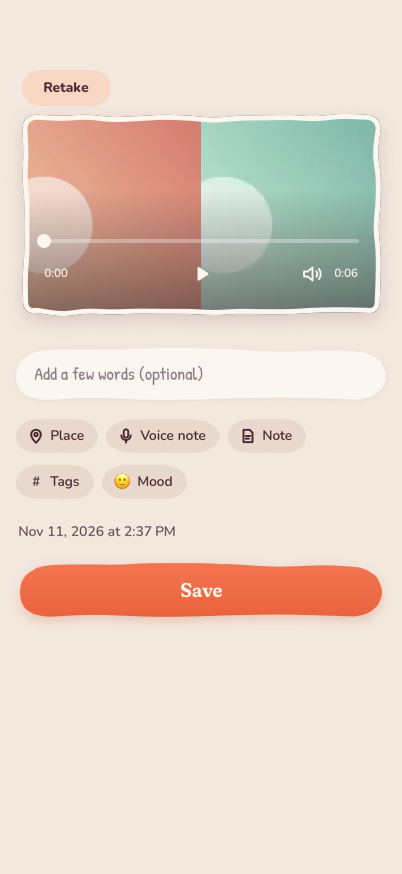 Retake
0:00
0:06
Add a few words (optional)
Place
Voice note
Note
# Tags
Mood
Nov 11, 2026 at 2:37 PM
Save